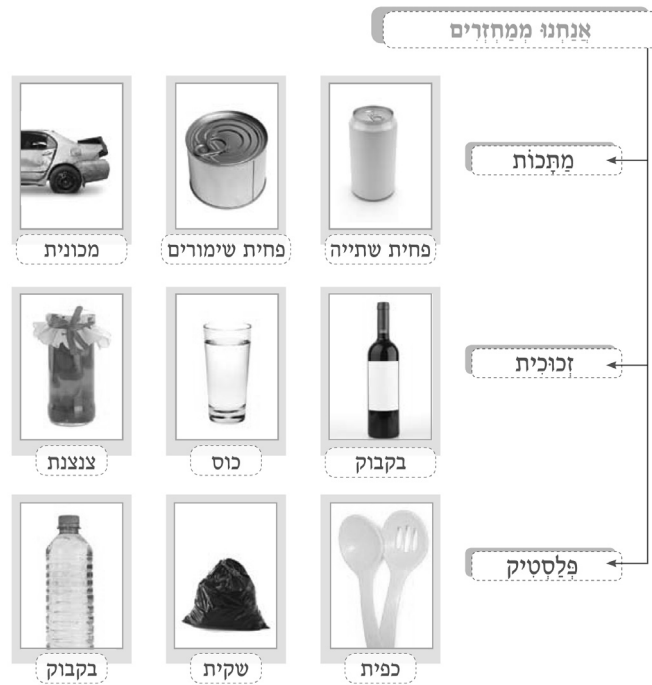 אֲנַחְנוּ מְמַחְזְרִים
מַתָּכוֹת
פחית שתייה
פחית שימורים
מכונית
זְכוּכִית
בקבוק
כוס
צנצנת
פְּלַסְטִיק
כפית
שקית
בקבוק